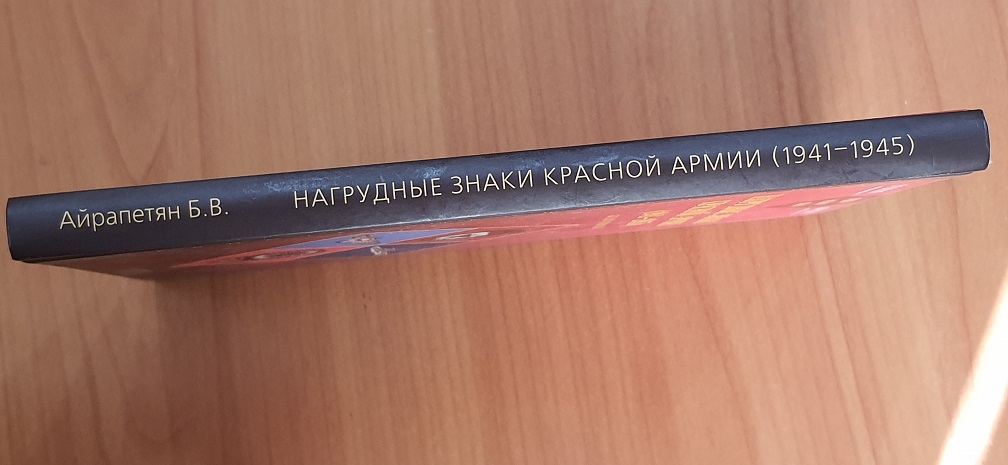 Айрапетян Б.В. НАГРУДНЫЕ ЗНАКИ КРАСНОЙ АРМИИ (1941–1945)